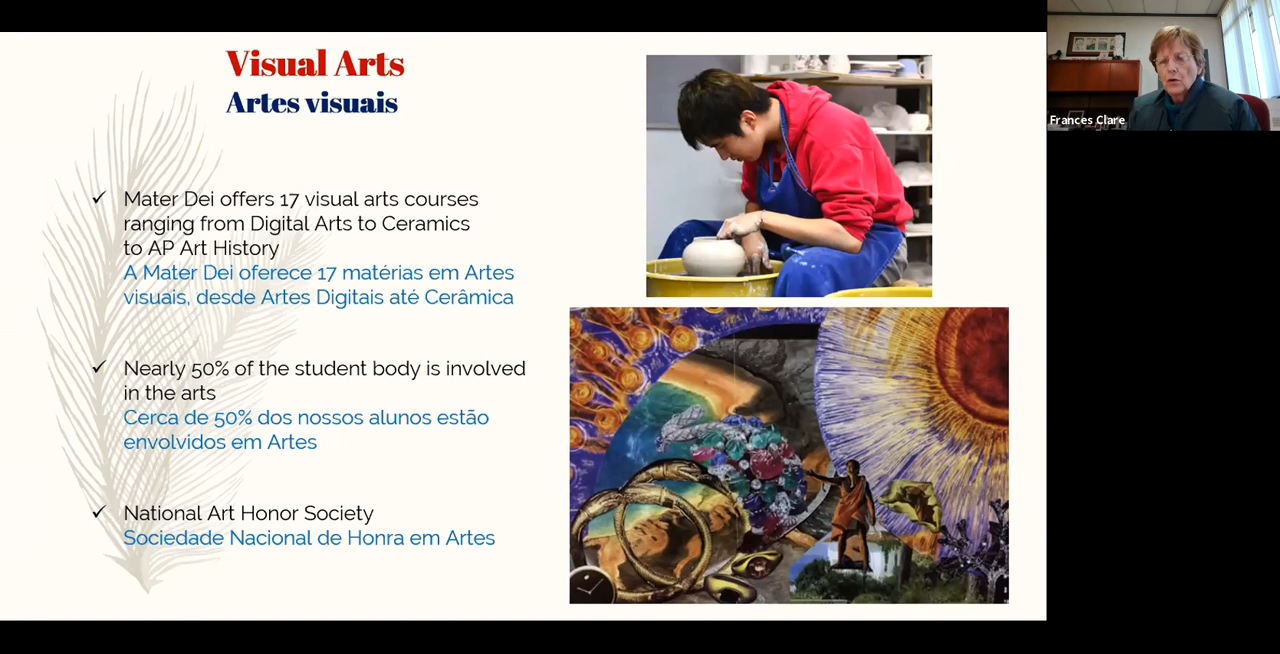 Visual Arts
Artes visuais
Mater Dei offers 17 visual arts courses
ranging from Digital Arts to Ceramics
to AP Art History
A Mater Dei oferece 17 matérias em Artes
visuais, desde Artes Digitais até Cerâmica
Nearly 50% of the student body is involved
in the arts
Cerca de 50% dos nossos alunos estão
envolvidos em Artes
National Art Honor Society
Sociedade Nacional de Honra em Artes
Frances Clare